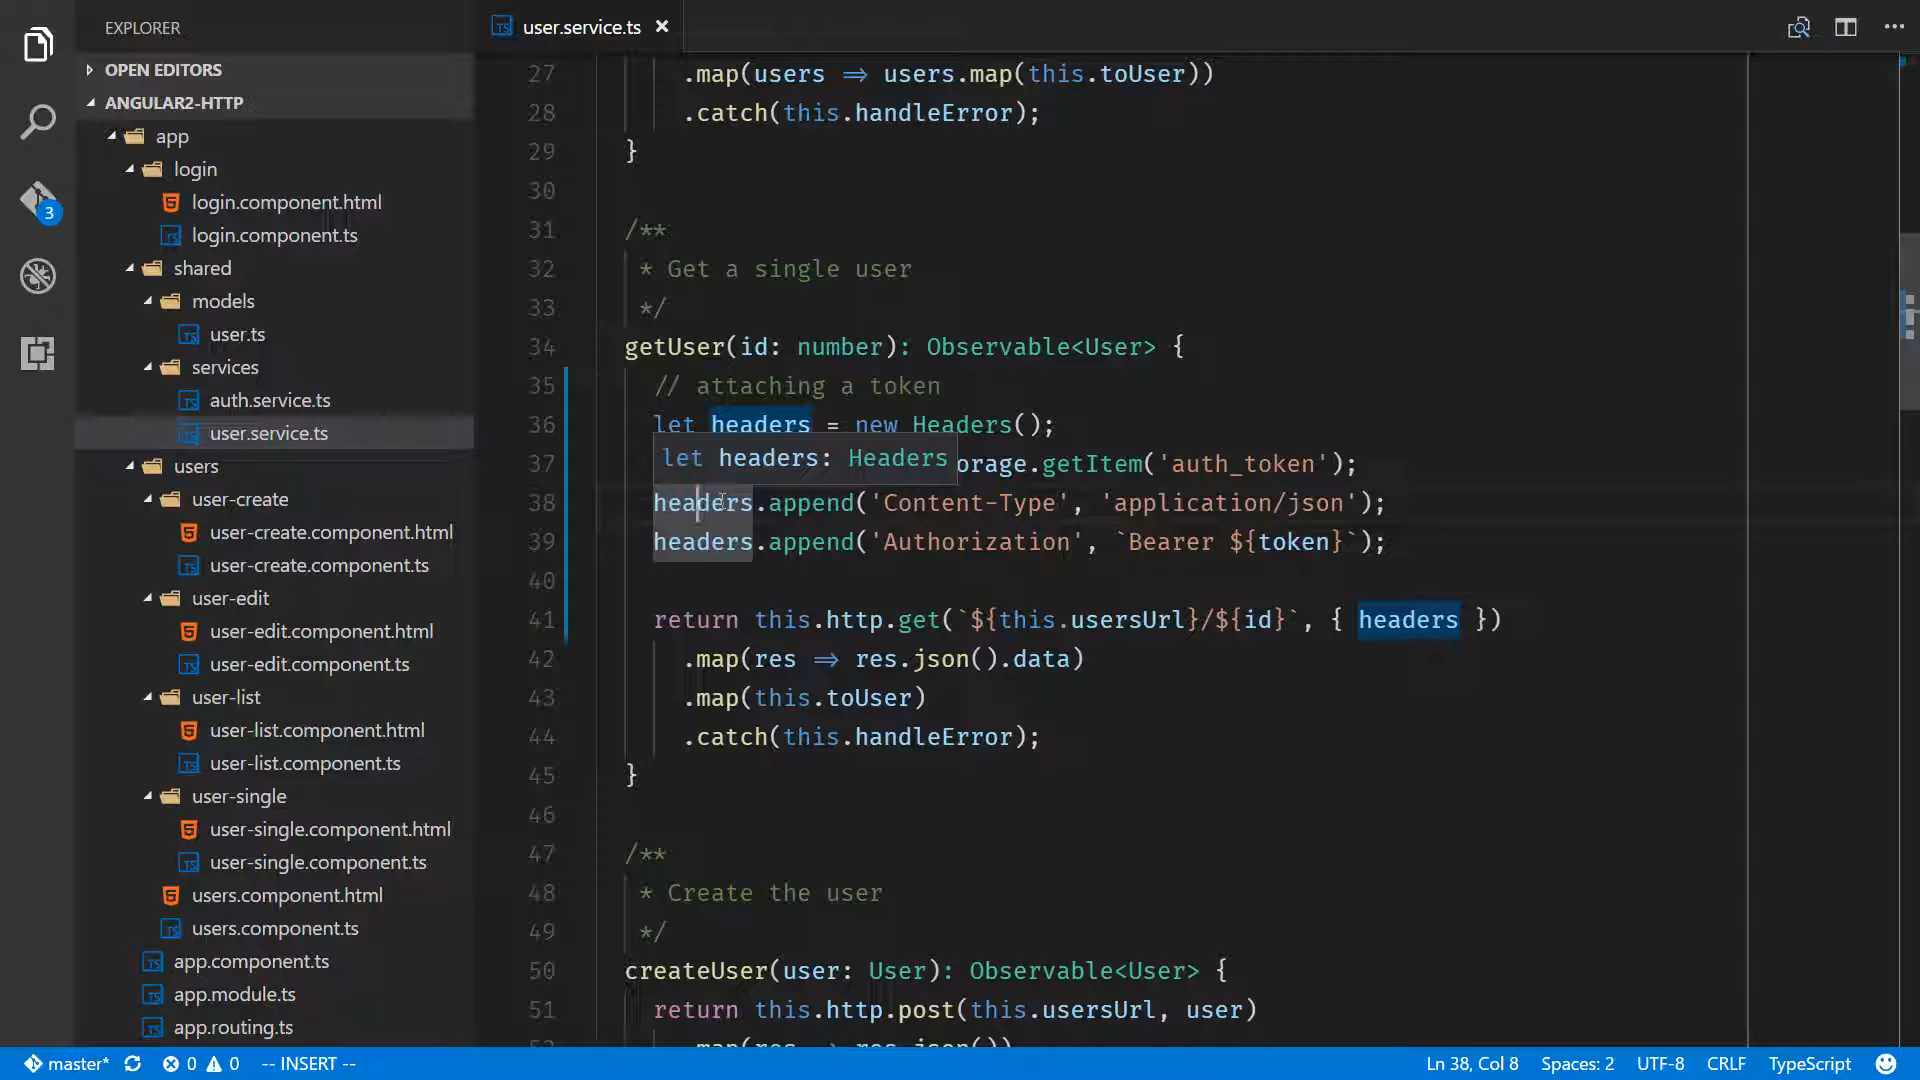 EXPLORER
OPEN EDITORS
ANGULAR2-HTTP
app
login
login.component.html
login.component.ts
shared
models
user.ts
services
auth.service.ts
user.service.ts
users
user-create
user-create.component.html
user-create.component.ts
user-edit
user-edit.component.html
user-edit.component.ts
user-list
user-list.component.html
user-list.component.ts
user-single
user-single.component.html
user-single.component.ts
users.component.html
users.component.ts
app.component.ts
app.module.ts
app.routing.ts
3
user.service.ts
27 .map(users => users.map(this.toUser))
28 .catch(this.handleError);
29 }
30
31 /**
32 * Get a single user
33 */
34 getUser(id: number): Observable<User> {
35 // attaching a token
36 let headers = new Headers();
let headers: Headers
37 orage.getItem('auth_token');
38 headers.append('Content-Type', 'application/json');
39 headers.append('Authorization', `Bearer ${token}`);
40
41 return this.http.get(`${this.usersUrl}/${id}`, { headers })
42 .map(res => res.json().data)
43 .map(this.toUser)
44 .catch(this.handleError);
45 }
46
47 /**
48 * Create the user
49 */
50 createUser(user: User): Observable<User> {
51 return this.http.post(this.usersUrl, user)
52 .map(res => res.json())
master* 0 0 -- INSERT -- Ln 38, Col 8 Spaces: 2 UTF-8 CRLF TypeScript